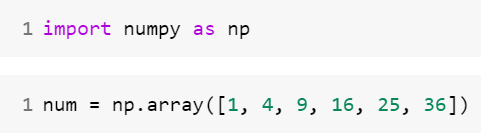 1 import numpy as np
1 num = np.array([1, 4, 9, 16, 25, 36])